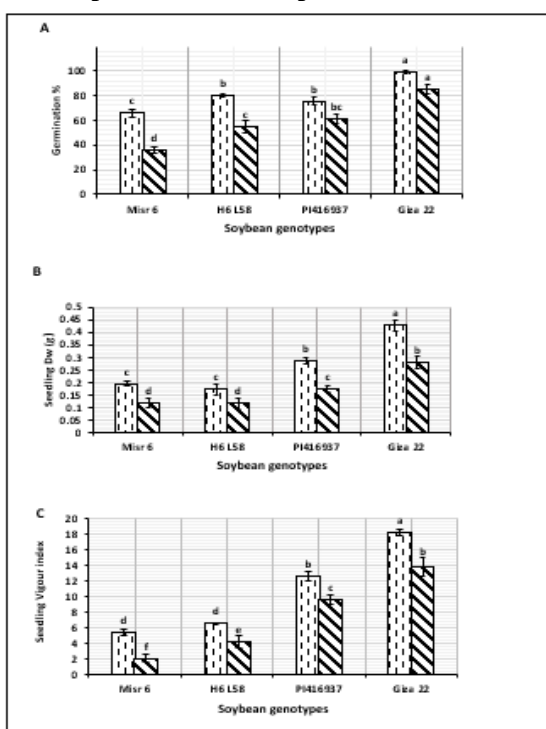 A
Germination %
100
80
60
40
20
0
c
d
b
c
b
bc
a
a
Misr 6 H6 L58 PI416937 Giza 22
Soybean genotypes
B
Seedling Dw (g)
0.5
0.45
0.4
0.35
0.3
0.25
0.2
0.15
0.1
0.05
0
c
d
c
d
b
c
a
b
Misr 6 H6 L58 PI416937 Giza 22
Soybean genotypes
C
Seedling Vigour index
20
18
16
14
12
10
8
6
4
2
0
d
f
d
e
b
c
a
b
Misr 6 H6 L58 PI416937 Giza 22
Soybean genotypes